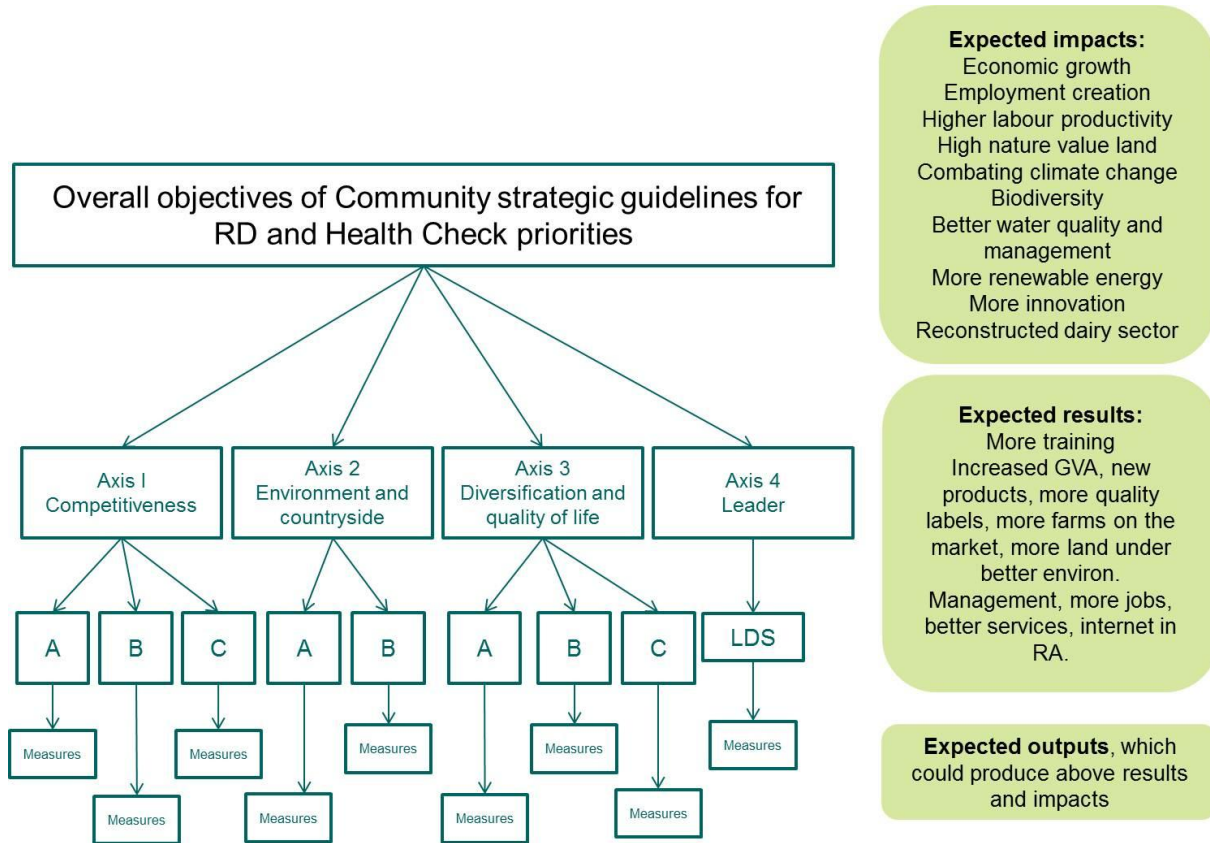 Overall objectives of Community strategic guidelines for
RD and Health Check priorities
Axis I
Competitiveness
Axis 2
Environment and
countryside
Axis 3
Diversification and
quality of life
Axis 4
Leader
A
B
C
A
B
A
B
C
LDS
Measures
Measures
Measures
Measures
Measures
Measures
Measures
Measures
Measures
Expected impacts:
Economic growth
Employment creation
Higher labour productivity
High nature value land
Combating climate change
Biodiversity
Better water quality and
management
More renewable energy
More innovation
Reconstructed dairy sector
Expected results:
More training
Increased GVA, new
products, more quality
labels, more farms on the
market, more land under
better environ.
Management, more jobs,
better services, internet in
RA.
Expected outputs, which
could produce above results
and impacts